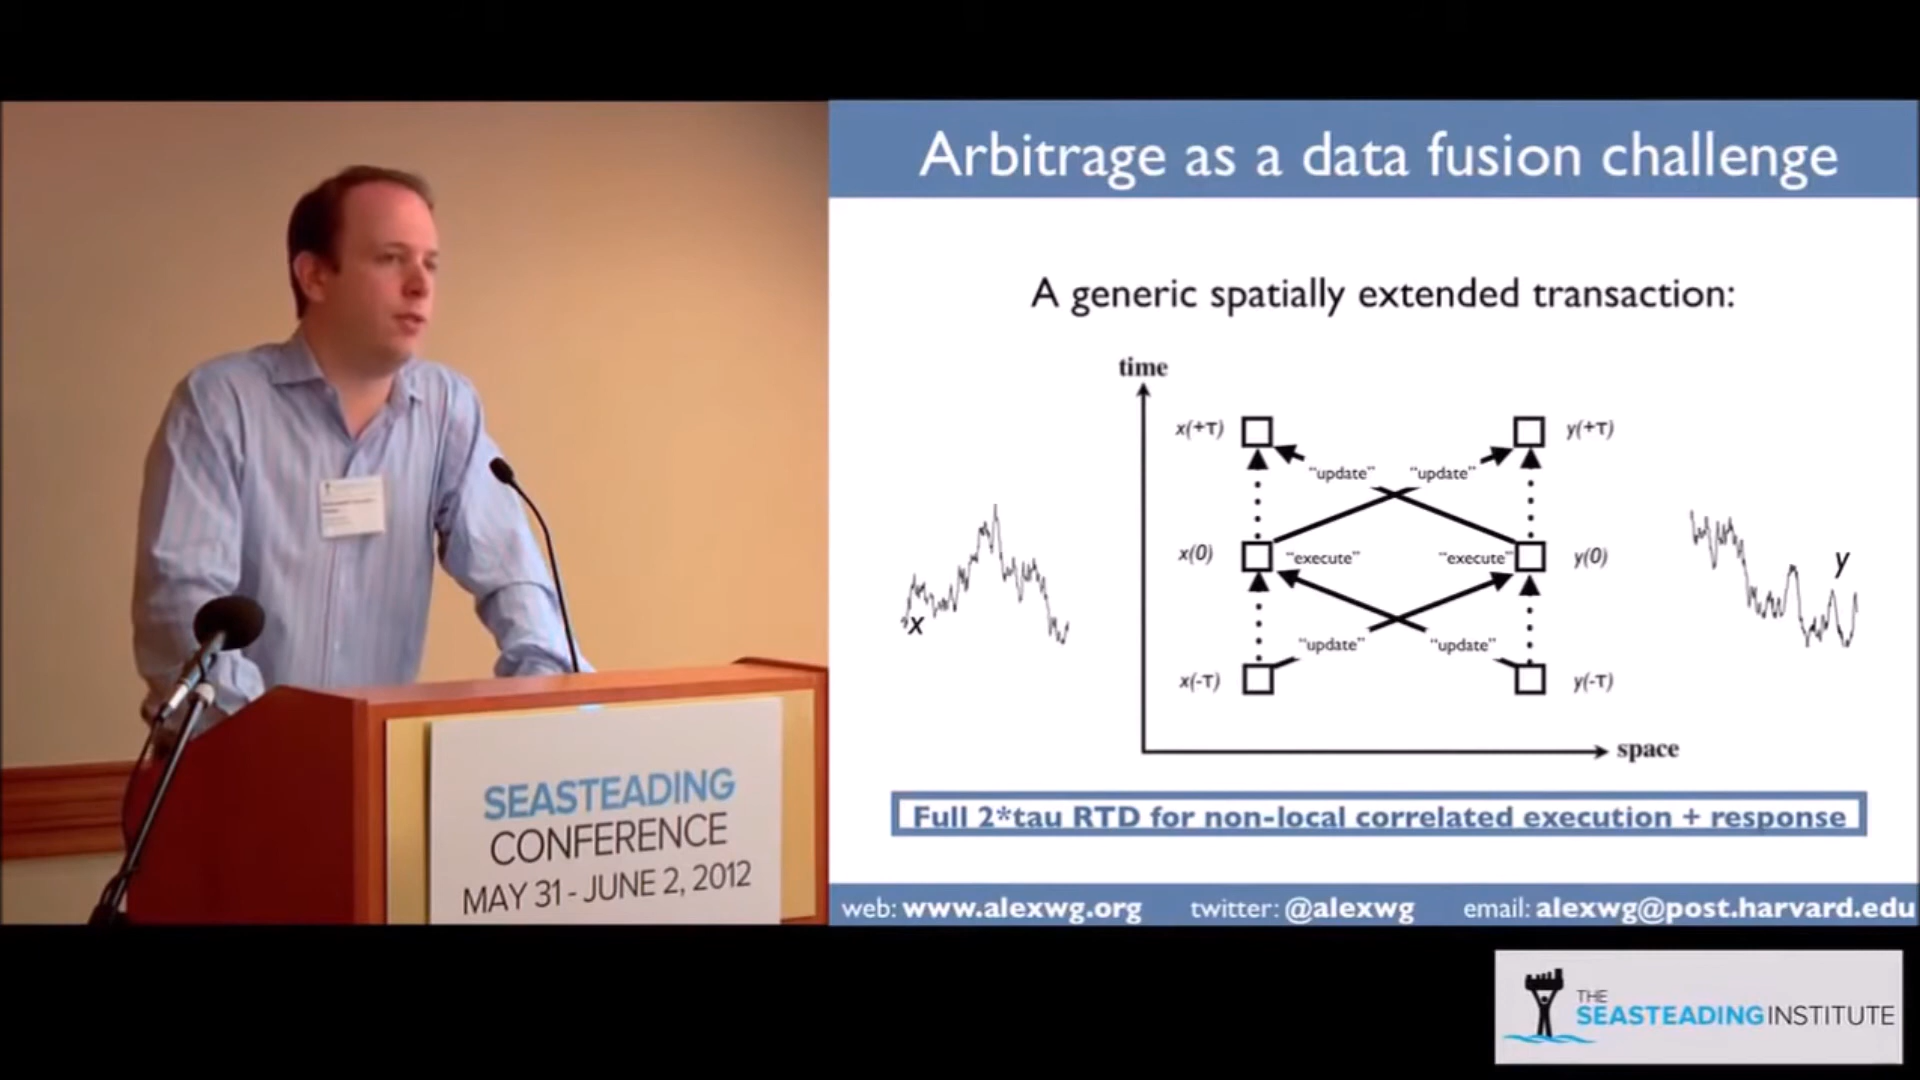 Arbitrage as a data fusion challenge
A generic spatially extended transaction:
time
x(+τ)
y(+τ)
"update" "update"
x(0)
"execute" "execute"
y(0)
x
y
"update" "update"
x(-τ)
y(-τ)
space
Full 2*tau RTD for non-local correlated execution + response
web: www.alexwg.org twitter: @alexwg email: alexwg@post.harvard.edu
SEASTEADING
CONFERENCE
MAY 31 - JUNE 2, 2012
THE
SEASTEADING INSTITUTE